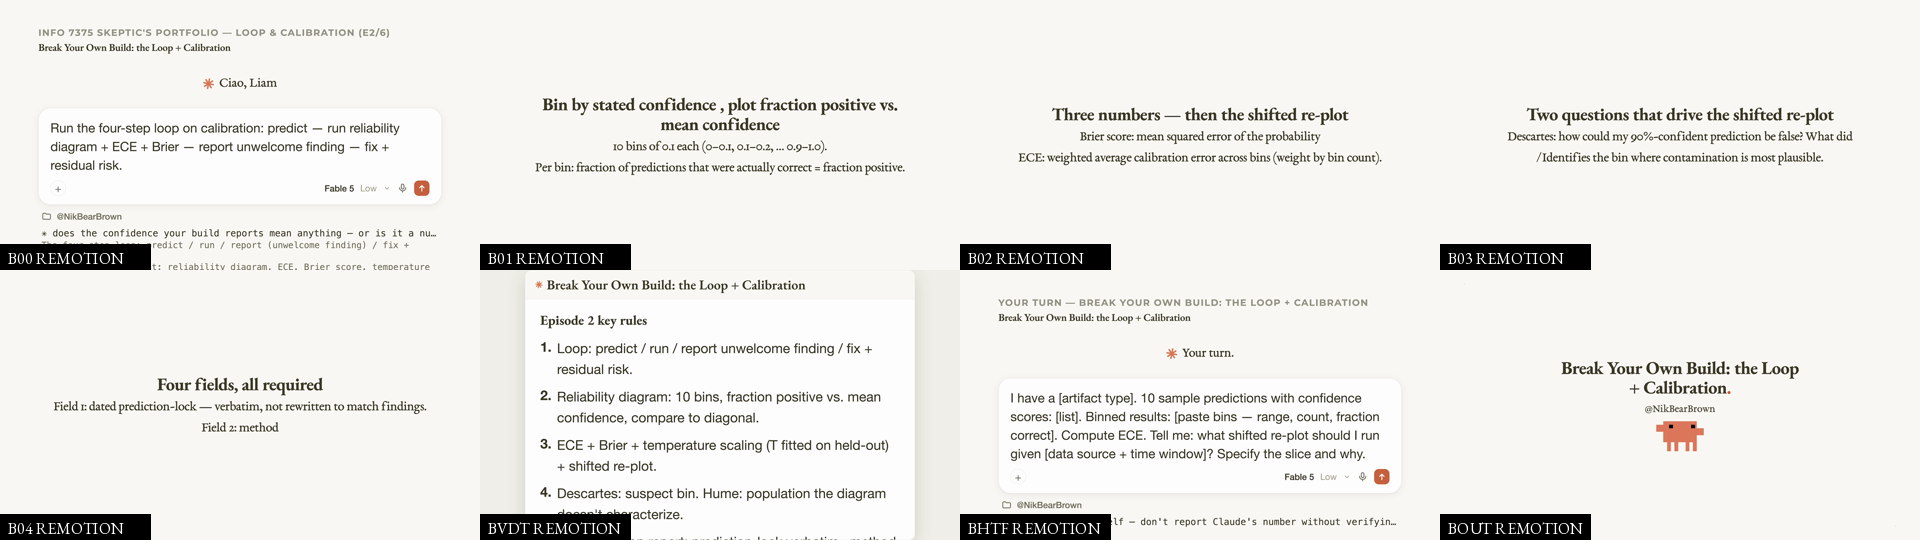 INFO 7375 SKEPTIC'S PORTFOLIO — LOOP & CALIBRATION (E2/6)
Break Your Own Build: the Loop + Calibration
Ciao, Liam
Run the four-step loop on calibration: predict — run reliability
diagram + ECE + Brier — report unwelcome finding — fix +
residual risk.
+
Fable 5 Low
@NikBearBrown
✳ does the confidence your build reports mean anything — or is it a nu…
redict / run / report (unwelcome finding) / fix +
t: reliability diagram, ECE, Brier score, temperature
B00 REMOTION
Bin by stated confidence , plot fraction positive vs.
mean confidence
10 bins of 0.1 each (0–0.1, 0.1–0.2, ... 0.9–1.0).
Per bin: fraction of predictions that were actually correct = fraction positive.
B01 REMOTION
Three numbers — then the shifted re-plot
Brier score: mean squared error of the probability
ECE: weighted average calibration error across bins (weight by bin count).
B02 REMOTION
Two questions that drive the shifted re-plot
Descartes: how could my 90%-confident prediction be false? What did
/Identifies the bin where contamination is most plausible.
B03 REMOTION
Four fields, all required
Field 1: dated prediction-lock — verbatim, not rewritten to match findings.
Field 2: method
B04 REMOTION
Break Your Own Build: the Loop + Calibration
Episode 2 key rules
1. Loop: predict / run / report unwelcome finding / fix +
residual risk.
2. Reliability diagram: 10 bins, fraction positive vs. mean
confidence, compare to diagonal.
3. ECE + Brier + temperature scaling (T fitted on held-out)
+ shifted re-plot.
4. Descartes: suspect bin. Hume: population the diagram
doesn't characterize.
BVDT REMOTION
YOUR TURN — BREAK YOUR OWN BUILD: THE LOOP + CALIBRATION
Break Your Own Build: the Loop + Calibration
Your turn.
I have a [artifact type]. 10 sample predictions with confidence
scores: [list]. Binned results: [paste bins — range, count, fraction
correct]. Compute ECE. Tell me: what shifted re-plot should I run
given [data source + time window]? Specify the slice and why.
+
Fable 5 Low
@NikBearBrown
elf — don't report Claude's number without verifyin…
BHTF REMOTION
Break Your Own Build: the Loop
+ Calibration.
@NikBearBrown
BOUT REMOTION